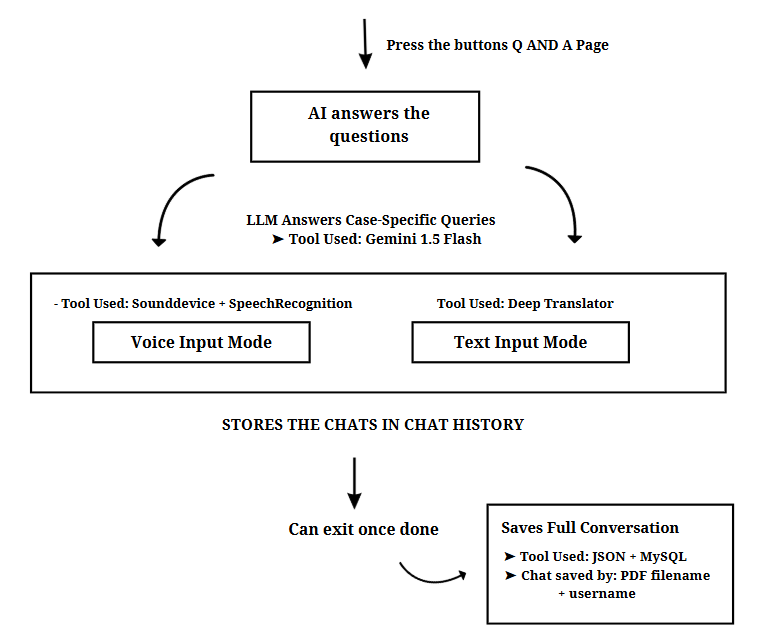 Press the buttons Q AND A Page
AI answers the
questions
LLM Answers Case-Specific Queries
➤ Tool Used: Gemini 1.5 Flash
- Tool Used: Sounddevice + SpeechRecognition
Tool Used: Deep Translator
Voice Input Mode
Text Input Mode
STORES THE CHATS IN CHAT HISTORY
Can exit once done
Saves Full Conversation
➤ Tool Used: JSON + MySQL
➤ Chat saved by: PDF filename
+ username